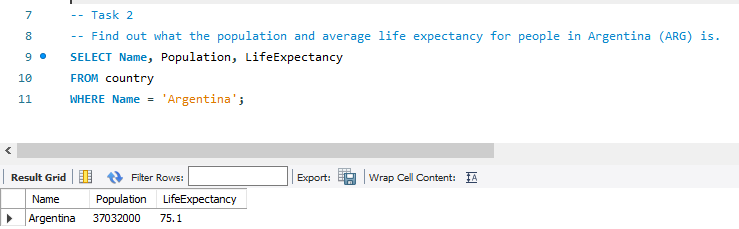 7 -- Task 2
8 -- Find out what the population and average life expectancy for people in Argentina (ARG) is.
9 SELECT Name, Population, LifeExpectancy
10 FROM country
11 WHERE Name = 'Argentina';
Result Grid Filter Rows: Export: Wrap Cell Content:
Name Population LifeExpectancy
Argentina 37032000 75.1